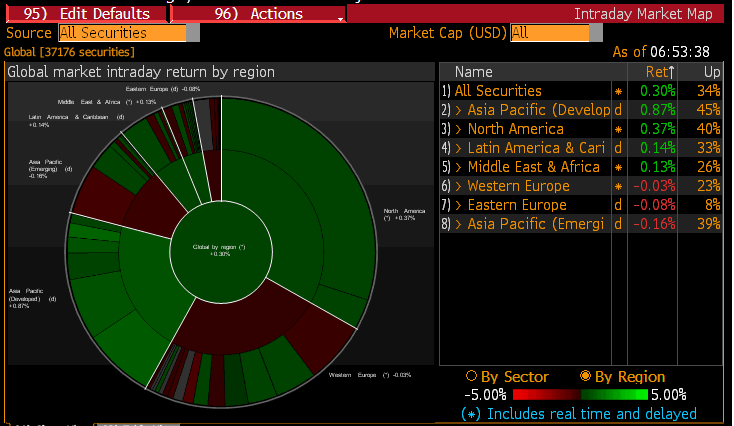 95) Edit Defaults 96) Actions Intraday Market Map
Source All Securities Market Cap (USD) All
Global [37176 securities]
As of 06:53:38
Global market intraday return by region
Eastern Europe (d) -0.08%
Middle East & Africa (*) +0.13%
Latin America & Caribbean (d)
+0.14%
Asia Pacific
(Emerging) (d)
-0.16%
North America
(*) +0.37%
Global by region (*)
+0.30%
Asia Pacific
(Developed) (d)
+0.87%
Western Europe (*) -0.03%
Name Ret↑ Up
1) All Securities * 0.30% 34%
2) > Asia Pacific (Develop d 0.87% 45%
3) > North America * 0.37% 40%
4) > Latin America & Cari d 0.14% 33%
5) > Middle East & Africa * 0.13% 26%
6) > Western Europe * -0.03% 23%
7) > Eastern Europe d -0.08% 8%
8) > Asia Pacific (Emergi d -0.16% 39%
By Sector By Region
-5.00% 5.00%
(*) Includes real time and delayed